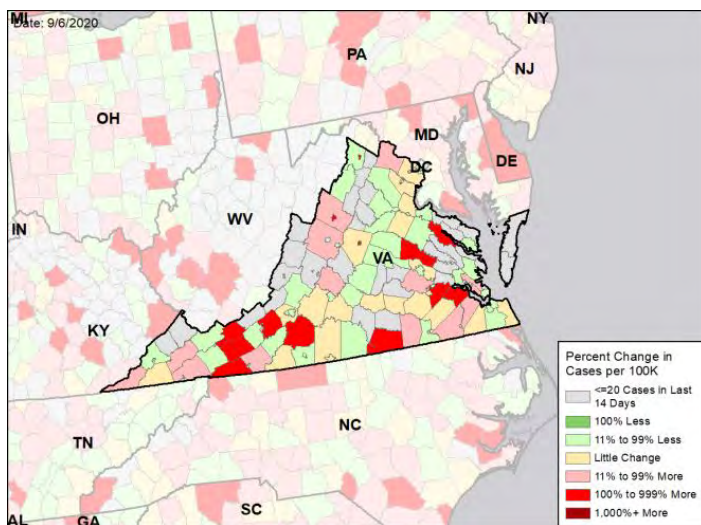 MI
Date: 9/6/2020
NY
PA
NJ
OH
MD
DC
DE
WV
IN
VA
KY
Percent Change in
Cases per 100K
<=20 Cases in Last
14 Days
100% Less
11% to 99% Less
Little Change
11% to 99% More
100% to 999% More
1,000%+ More
TN
NC
SC
AL
GA